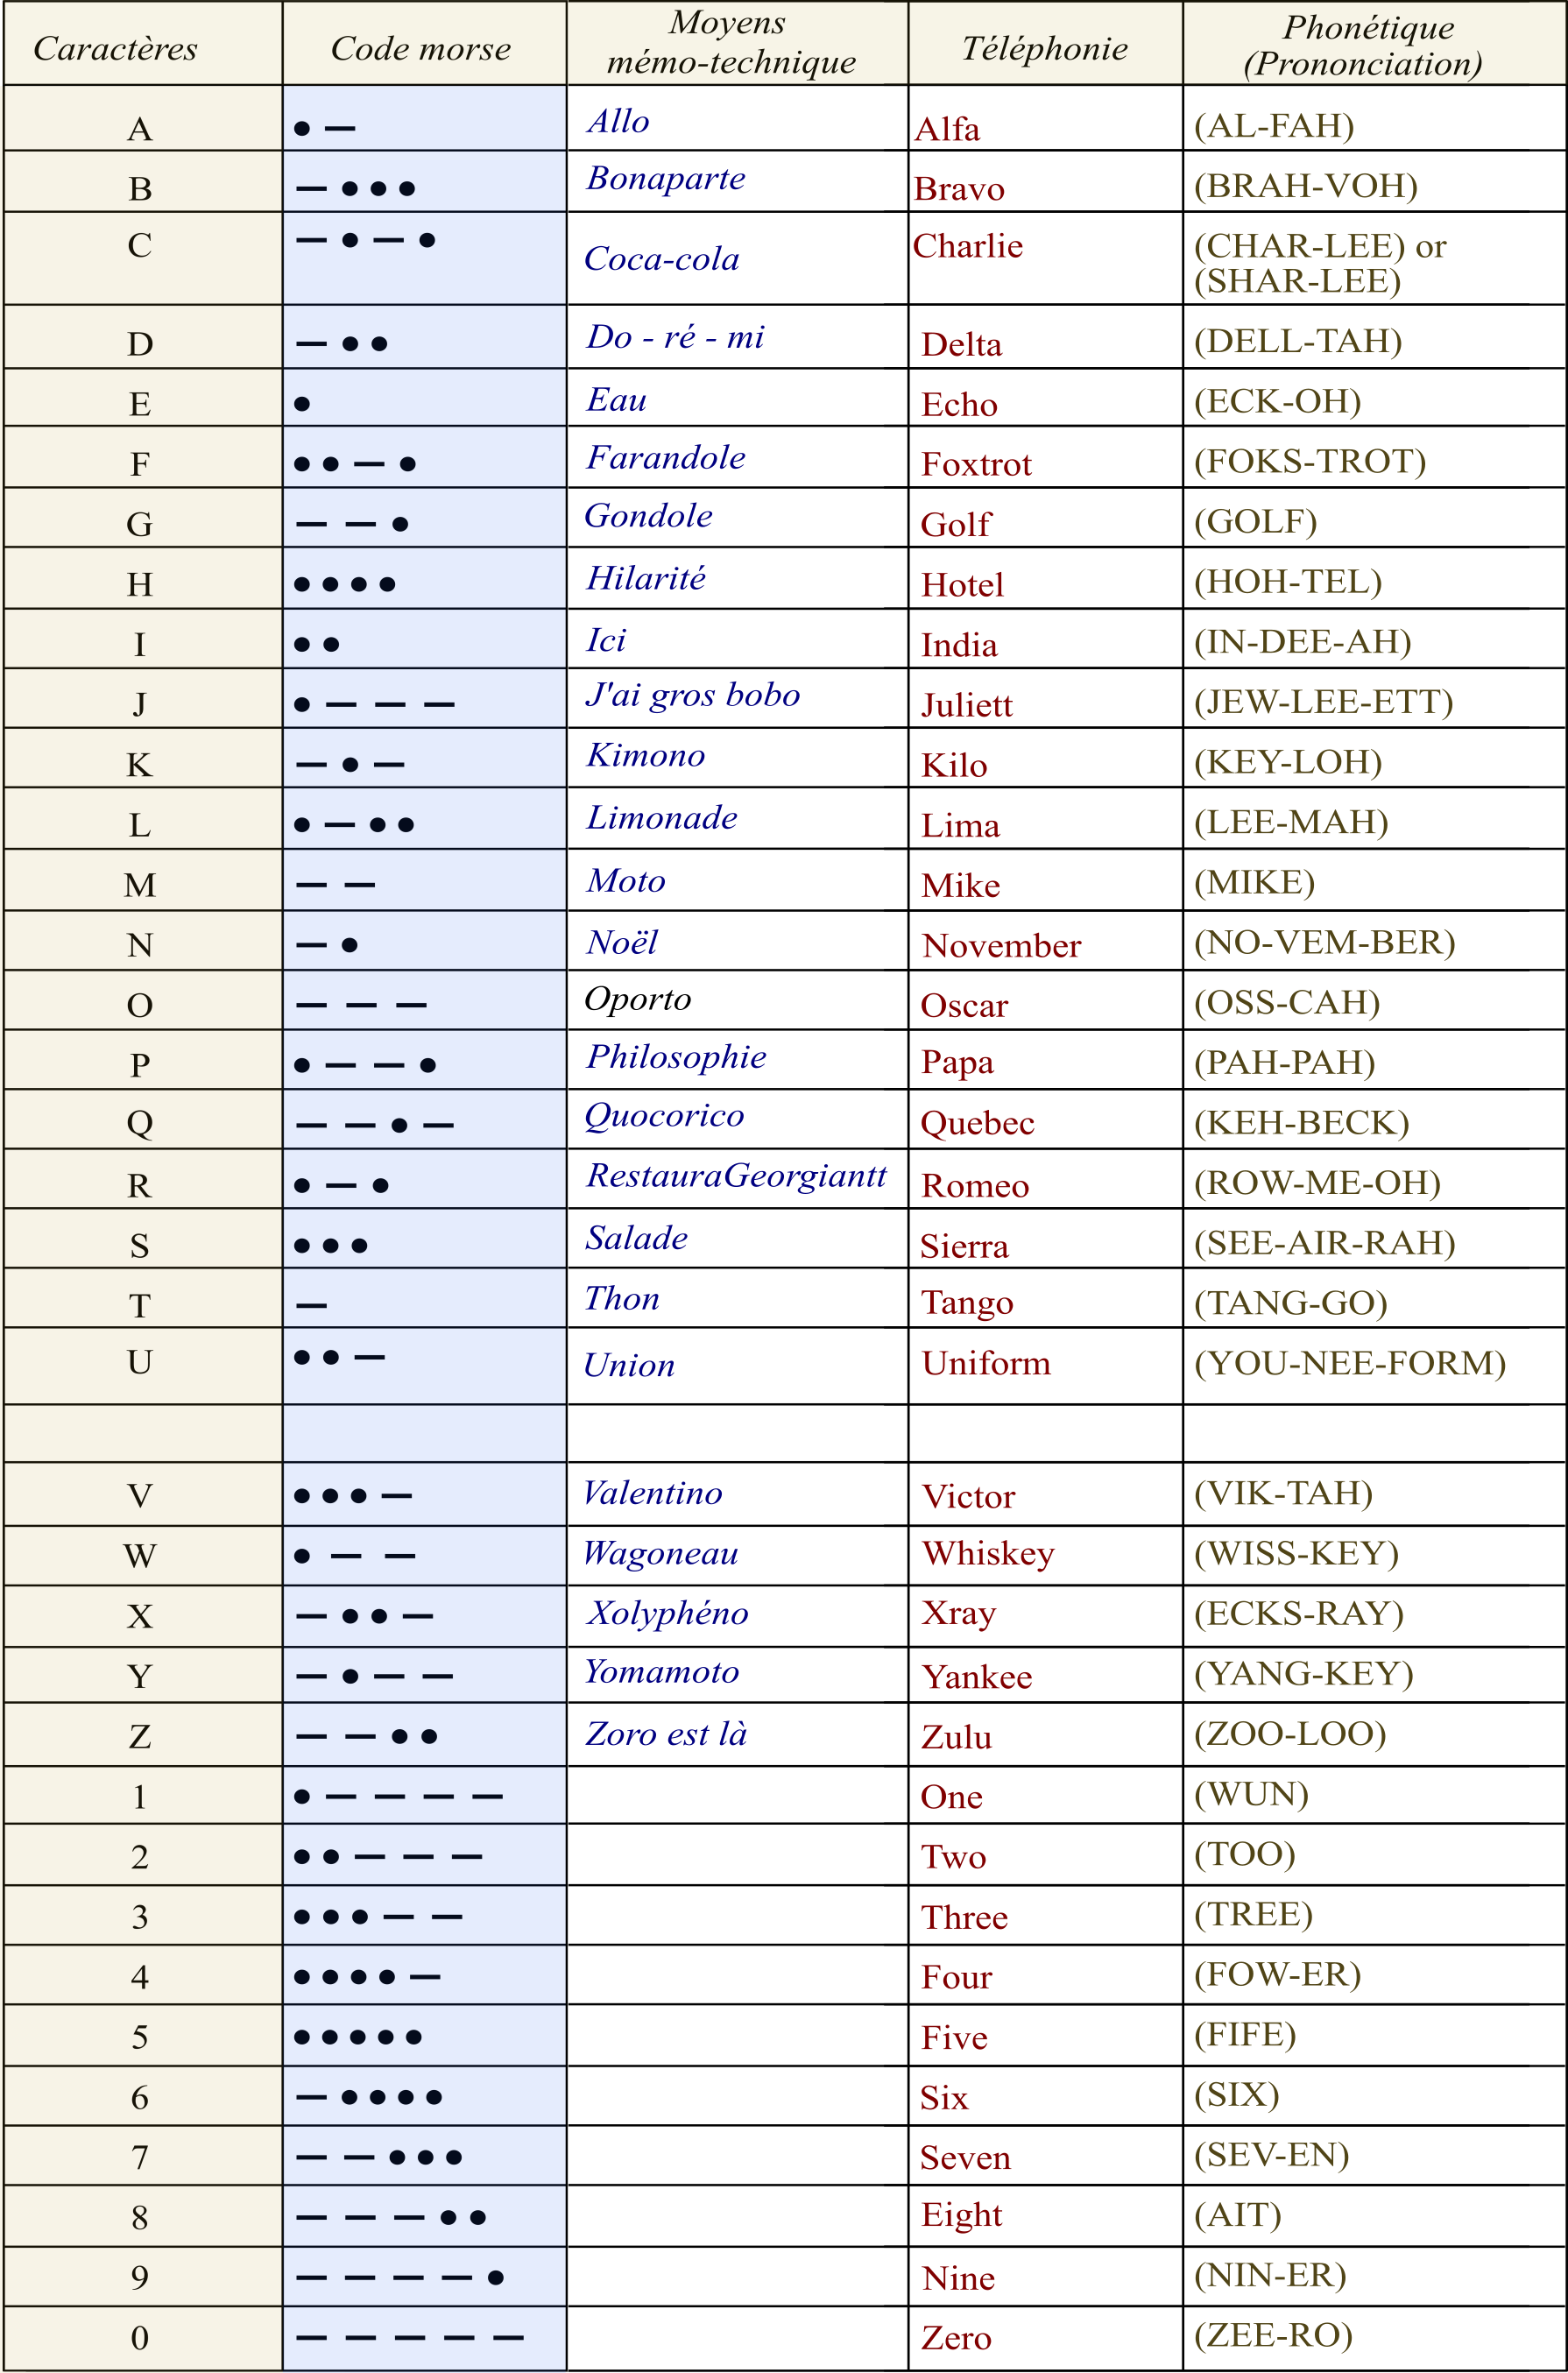 Caractères Code morse Moyens mémo-technique Téléphonie Phonétique (Prononciation)
A • — Allo Alfa (AL-FAH)
B — • • • Bonaparte Bravo (BRAH-VOH)
C — • — • Coca-cola Charlie (CHAR-LEE) or (SHAR-LEE)
D — • • Do - ré - mi Delta (DELL-TAH)
E • Eau Echo (ECK-OH)
F • • — • Farandole Foxtrot (FOKS-TROT)
G — — • Gondole Golf (GOLF)
H • • • • Hilarité Hotel (HOH-TEL)
I • • Ici India (IN-DEE-AH)
J • — — — J'ai gros bobo Juliett (JEW-LEE-ETT)
K — • — Kimono Kilo (KEY-LOH)
L • — • • Limonade Lima (LEE-MAH)
M — — Moto Mike (MIKE)
N — • Noël November (NO-VEM-BER)
O — — — Oporto Oscar (OSS-CAH)
P • — — • Philosophie Papa (PAH-PAH)
Q — — • — Quocorico Quebec (KEH-BECK)
R • — • RestauraGeorgiantt Romeo (ROW-ME-OH)
S • • • Salade Sierra (SEE-AIR-RAH)
T — Thon Tango (TANG-GO)
U • • — Union Uniform (YOU-NEE-FORM)
V • • • — Valentino Victor (VIK-TAH)
W • — — Wagoneau Whiskey (WISS-KEY)
X — • • — Xolyphéno Xray (ECKS-RAY)
Y — • — — Yomamoto Yankee (YANG-KEY)
Z — — • • Zoro est là Zulu (ZOO-LOO)
1 • — — — — One (WUN)
2 • • — — — Two (TOO)
3 • • • — — Three (TREE)
4 • • • • — Four (FOW-ER)
5 • • • • • Five (FIFE)
6 — • • • • Six (SIX)
7 — — • • • Seven (SEV-EN)
8 — — — • • Eight (AIT)
9 — — — — • Nine (NIN-ER)
0 — — — — — Zero (ZEE-RO)